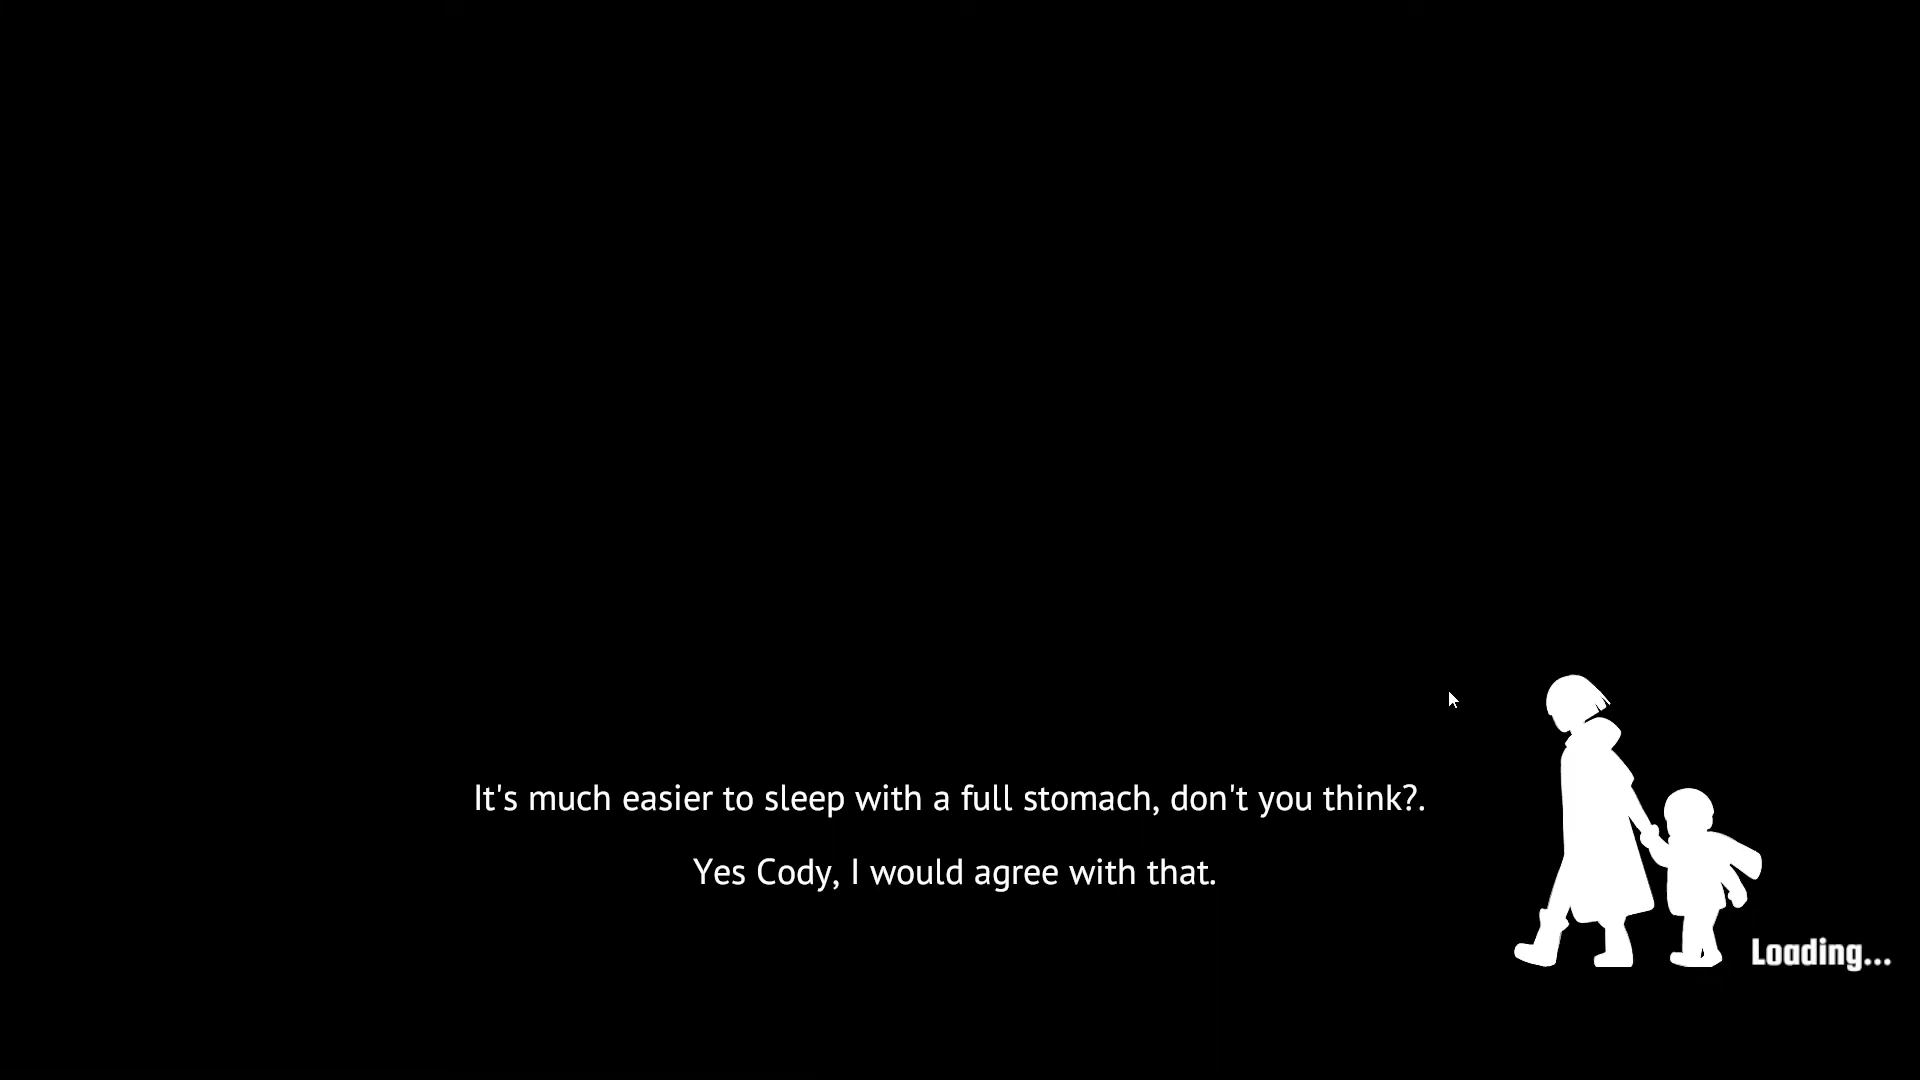 It's much easier to sleep with a full stomach, don't you think?.
Yes Cody, I would agree with that.
Loading...